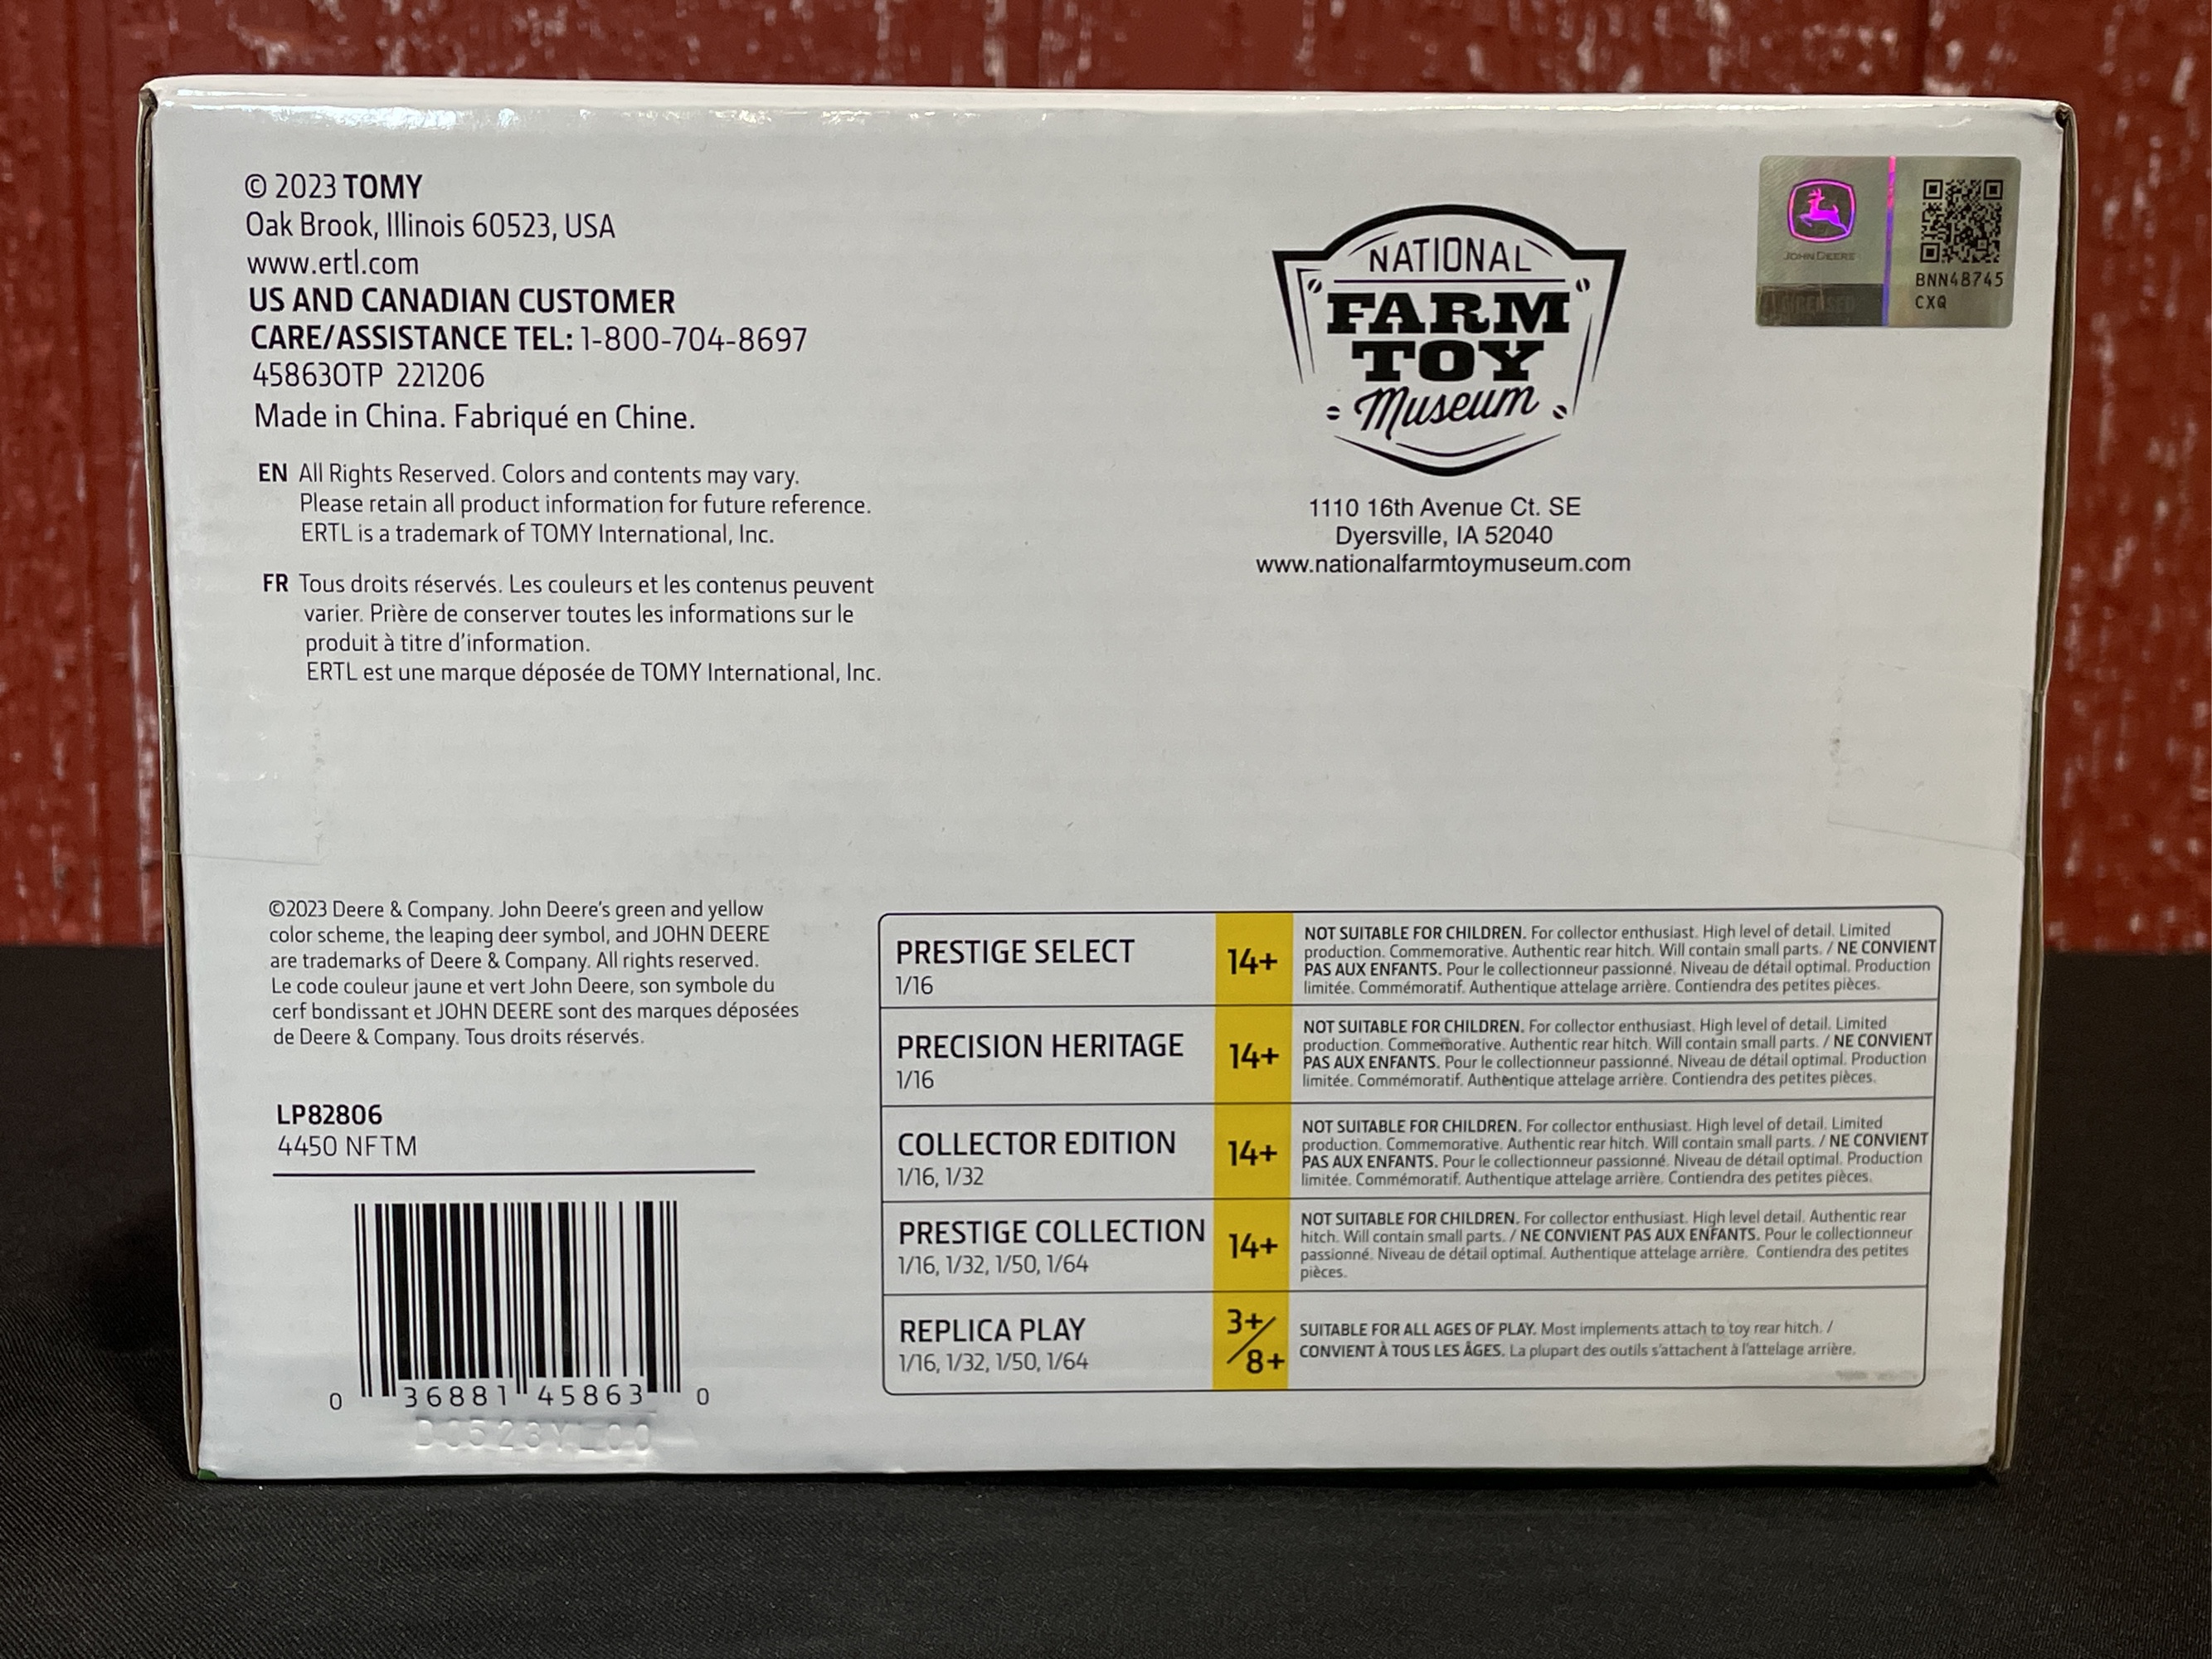 © 2023 TOMY
Oak Brook, Illinois 60523, USA
www.ertl.com
US AND CANADIAN CUSTOMER
CARE/ASSISTANCE TEL: 1-800-704-8697
45863OTP 221206
Made in China. Fabriqué en Chine.
EN All Rights Reserved. Colors and contents may vary.
Please retain all product information for future reference.
ERTL is a trademark of TOMY International, Inc.
FR Tous droits réservés. Les couleurs et les contenus peuvent
varier. Prière de conserver toutes les informations sur le
produit à titre d'information.
ERTL est une marque déposée de TOMY International, Inc.
NATIONAL
FARM
TOY
Museum
1110 16th Avenue Ct. SE
Dyersville, IA 52040
www.nationalfarmtoymuseum.com
JOHN DEERE
LICENSED
BNN48745
CXQ
©2023 Deere & Company. John Deere's green and yellow
color scheme, the leaping deer symbol, and JOHN DEERE
are trademarks of Deere & Company. All rights reserved.
Le code couleur jaune et vert John Deere, son symbole du
cerf bondissant et JOHN DEERE sont des marques déposées
de Deere & Company. Tous droits réservés.
LP82806
4450 NFTM
0 36881 45863 0
PRESTIGE SELECT
1/16
14+
NOT SUITABLE FOR CHILDREN. For collector enthusiast. High level of detail. Limited
production. Commemorative. Authentic rear hitch. Will contain small parts. / NE CONVIENT
PAS AUX ENFANTS. Pour le collectionneur passionné. Niveau de détail optimal. Production
limitée. Commémoratif. Authentique attelage arrière. Contiendra des petites pièces.
PRECISION HERITAGE
1/16
14+
NOT SUITABLE FOR CHILDREN. For collector enthusiast. High level of detail. Limited
production. Commemorative. Authentic rear hitch. Will contain small parts. / NE CONVIENT
PAS AUX ENFANTS. Pour le collectionneur passionné. Niveau de détail optimal. Production
limitée. Commémoratif. Authentique attelage arrière. Contiendra des petites pièces.
COLLECTOR EDITION
1/16, 1/32
14+
NOT SUITABLE FOR CHILDREN. For collector enthusiast. High level of detail. Limited
production. Commemorative. Authentic rear hitch. Will contain small parts. / NE CONVIENT
PAS AUX ENFANTS. Pour le collectionneur passionné. Niveau de détail optimal. Production
limitée. Commémoratif. Authentique attelage arrière. Contiendra des petites pièces.
PRESTIGE COLLECTION
1/16, 1/32, 1/50, 1/64
14+
NOT SUITABLE FOR CHILDREN. For collector enthusiast. High level detail. Authentic rear
hitch. Will contain small parts. / NE CONVIENT PAS AUX ENFANTS. Pour le collectionneur
passionné. Niveau de détail optimal. Authentique attelage arrière. Contiendra des petites
pièces.
REPLICA PLAY
1/16, 1/32, 1/50, 1/64
3+/8+
SUITABLE FOR ALL AGES OF PLAY. Most implements attach to toy rear hitch. /
CONVIENT À TOUS LES ÂGES. La plupart des outils s'attachent à l'attelage arrière.